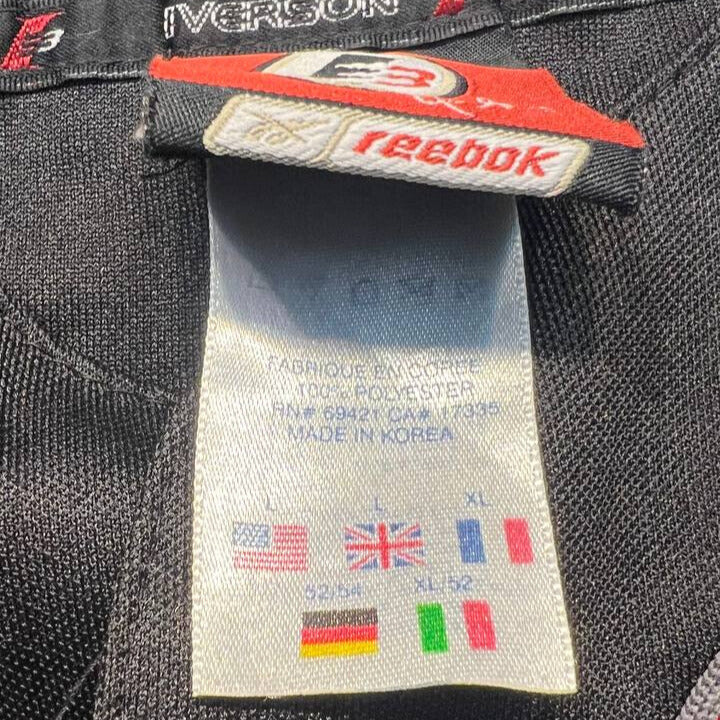 IVERSON
I3
Reebok
FABRIQUE EN COREE
100% POLYESTER
RN# 69421 CA# 17335
MADE IN KOREA
L L XL
52/54 XL/52